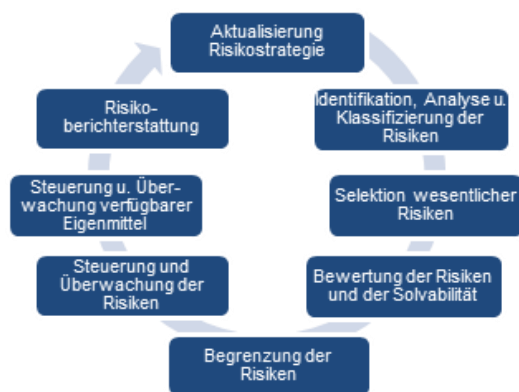 Aktualisierung
Risikostrategie
Identifikation, Analyse u.
Klassifizierung der
Risiken
Selektion wesentlicher
Risiken
Bewertung der Risiken
und der Solvabilität
Begrenzung der
Risiken
Steuerung und
Überwachung der
Risiken
Steuerung u. Über-
wachung verfügbarer
Eigenmittel
Risiko-
berichterstattung